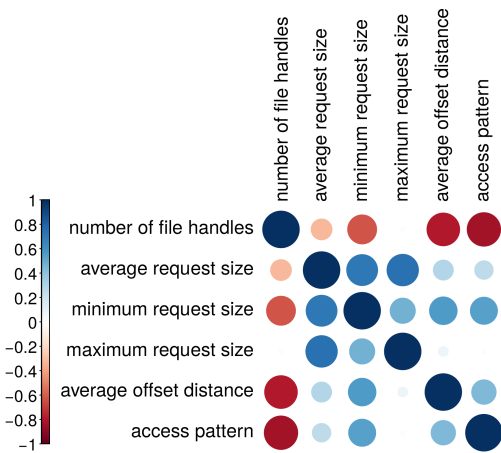 number of file handles
average request size
minimum request size
maximum request size
average offset distance
access pattern
1
0.8
0.6
0.4
0.2
0
−0.2
−0.4
−0.6
−0.8
−1
number of file handles
average request size
minimum request size
maximum request size
average offset distance
access pattern